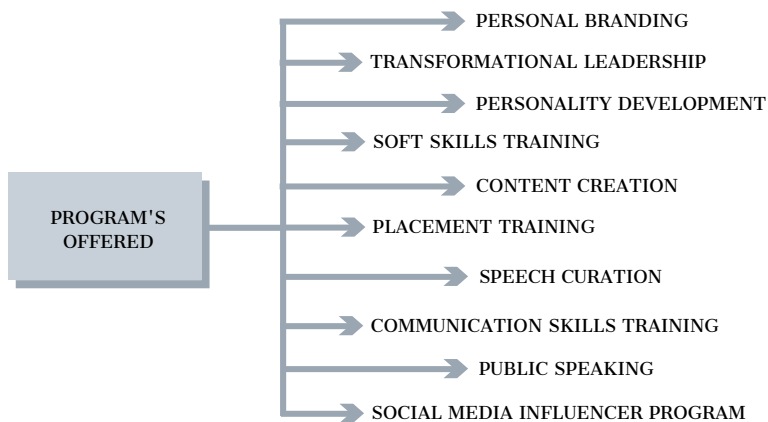 PROGRAM'S
OFFERED
PERSONAL BRANDING
TRANSFORMATIONAL LEADERSHIP
PERSONALITY DEVELOPMENT
SOFT SKILLS TRAINING
CONTENT CREATION
PLACEMENT TRAINING
SPEECH CURATION
COMMUNICATION SKILLS TRAINING
PUBLIC SPEAKING
SOCIAL MEDIA INFLUENCER PROGRAM